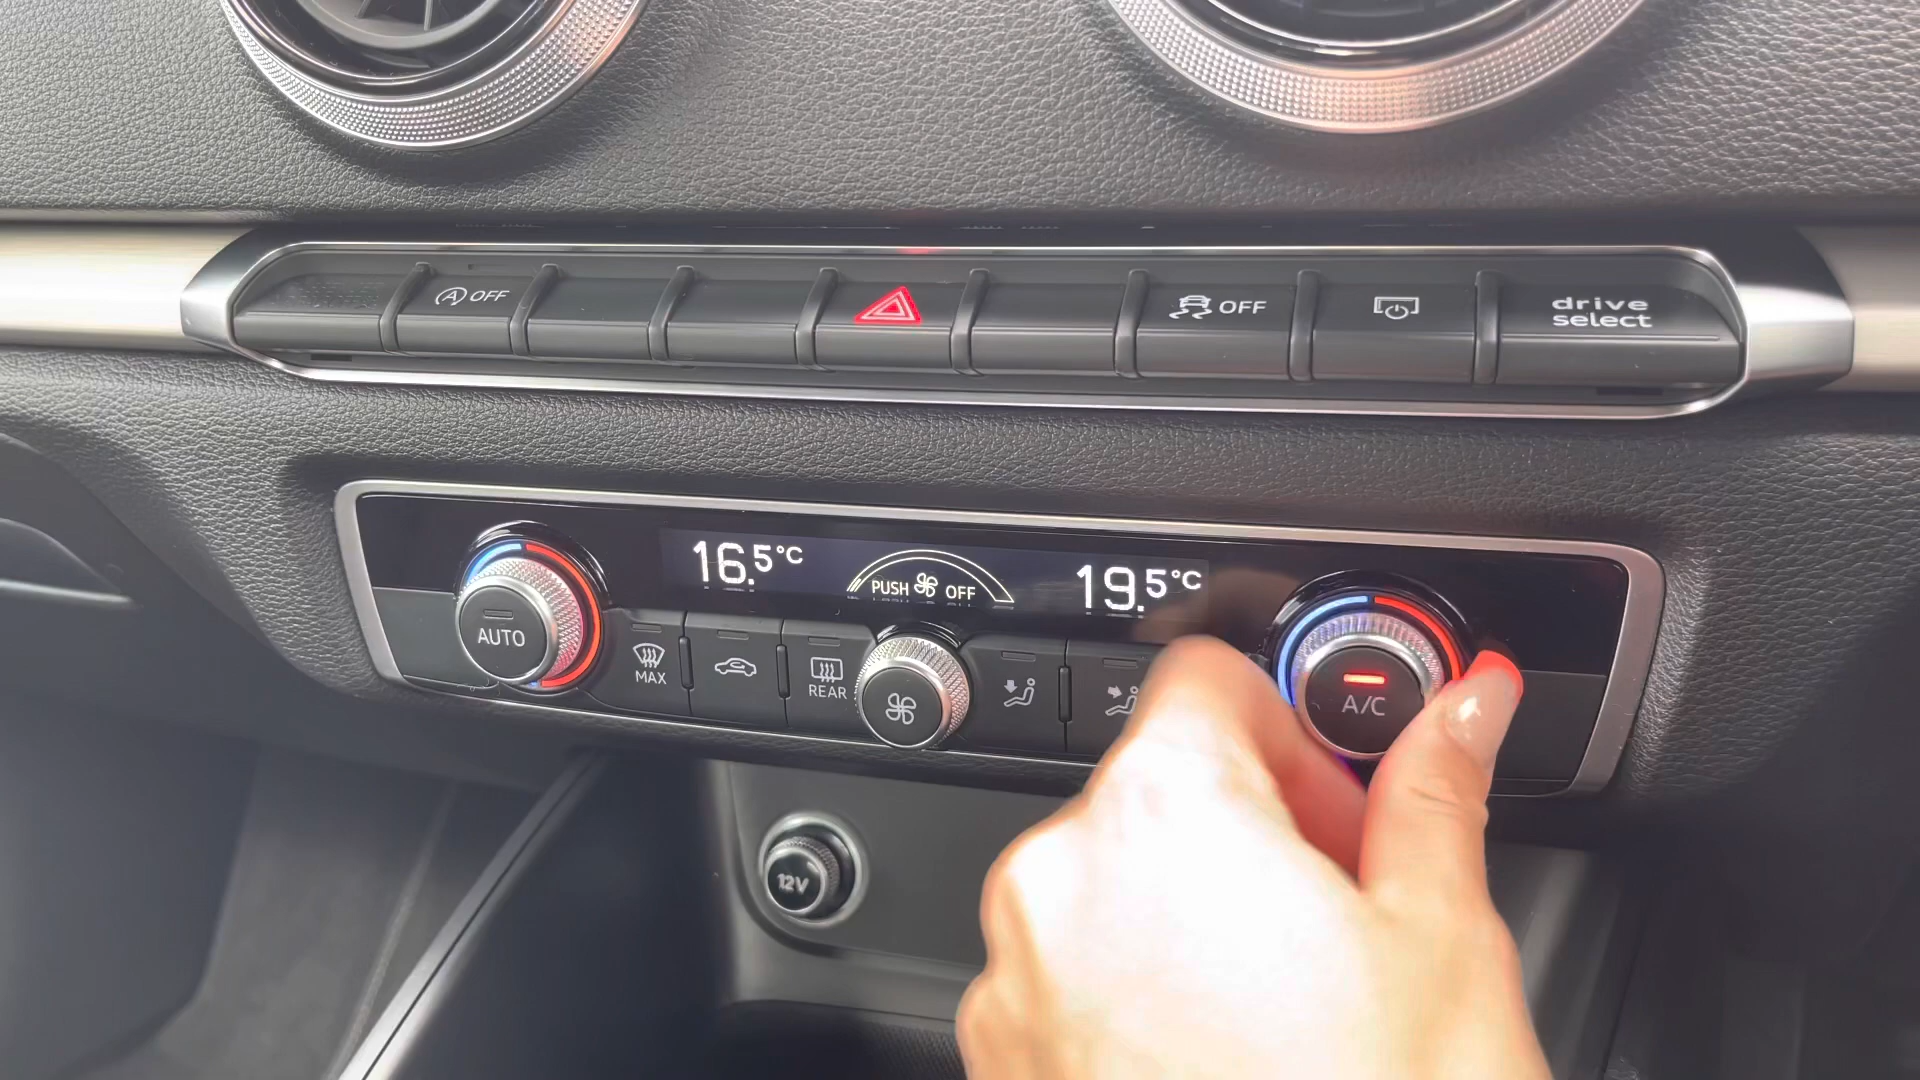 A OFF
OFF
drive
select
16.5°C
PUSH OFF
19.5°C
AUTO
MAX
REAR
A/C
12V